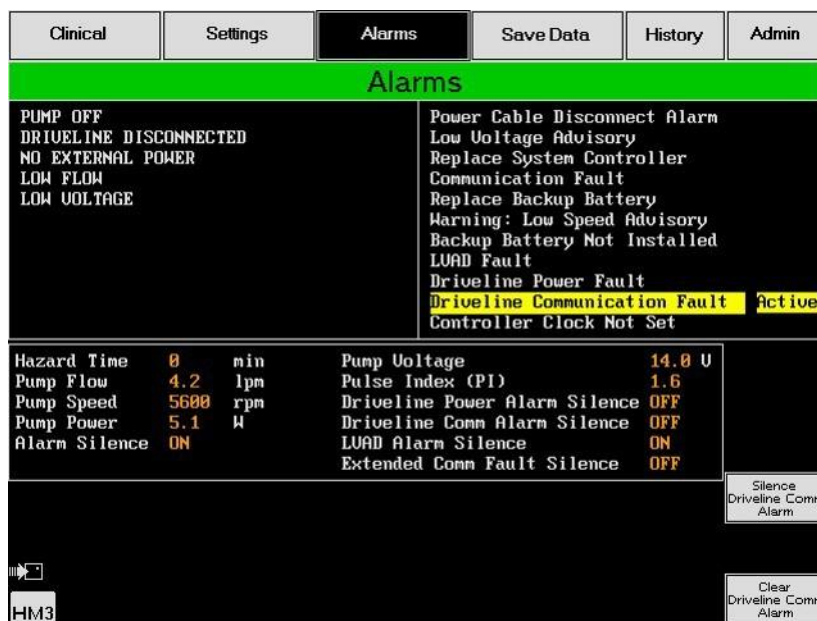 Clinical Settings Alarms Save Data History Admin
Alarms
PUMP OFF
DRIVELINE DISCONNECTED
NO EXTERNAL POWER
LOW FLOW
LOW VOLTAGE
Power Cable Disconnect Alarm
Low Voltage Advisory
Replace System Controller
Communication Fault
Replace Backup Battery
Warning: Low Speed Advisory
Backup Battery Not Installed
LVAD Fault
Driveline Power Fault
Driveline Communication Fault Active
Controller Clock Not Set
Hazard Time 0 min
Pump Flow 4.2 lpm
Pump Speed 5600 rpm
Pump Power 5.1 W
Alarm Silence ON
Pump Voltage 14.0 V
Pulse Index (PI) 1.6
Driveline Power Alarm Silence OFF
Driveline Comm Alarm Silence OFF
LVAD Alarm Silence ON
Extended Comm Fault Silence OFF
Silence
Driveline Comm
Alarm
Clear
Driveline Comm
Alarm
HM3